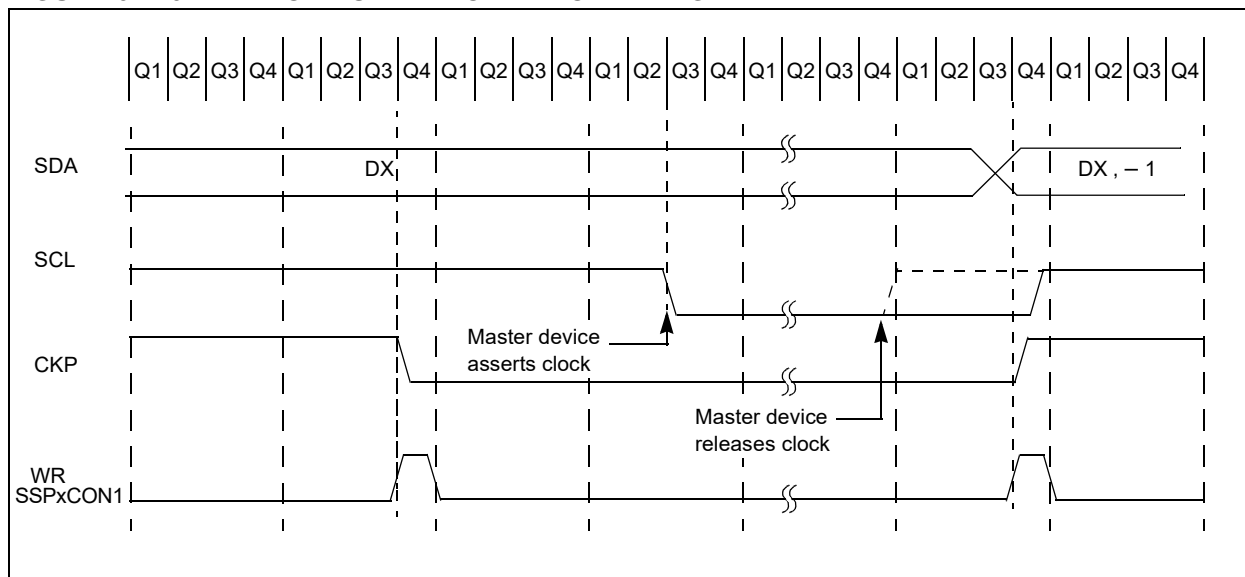 Q1 Q2 Q3 Q4 Q1 Q2 Q3 Q4 Q1 Q2 Q3 Q4 Q1 Q2 Q3 Q4 Q1 Q2 Q3 Q4 Q1 Q2 Q3 Q4 Q1 Q2 Q3 Q4
SDA
DX
DX , – 1
SCL
Master device
asserts clock
CKP
Master device
releases clock
WR
SSPxCON1